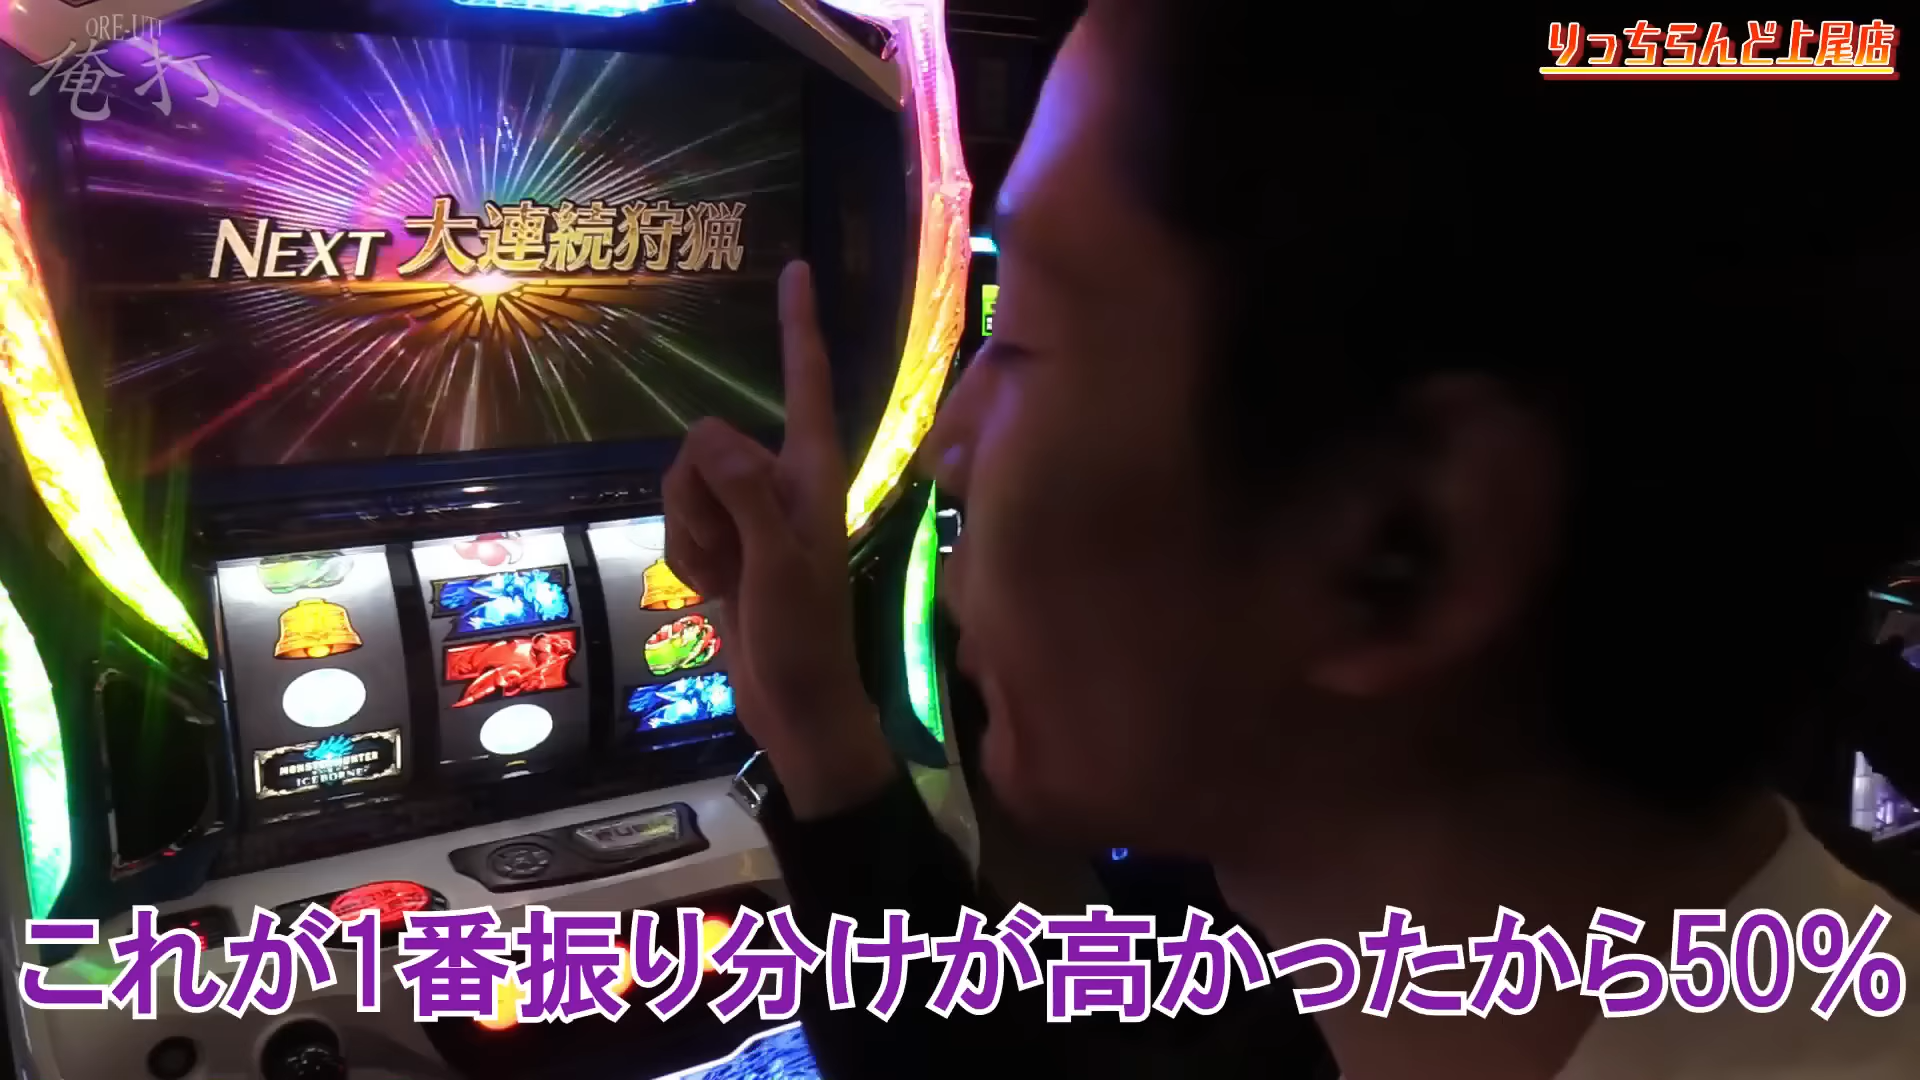 ORE-UTI
俺打
りっちらんど上尾店
NEXT 大連続狩猟
MONSTER HUNTER
ICEBORNE
PUSH
これが1番振り分けが高かったから50%